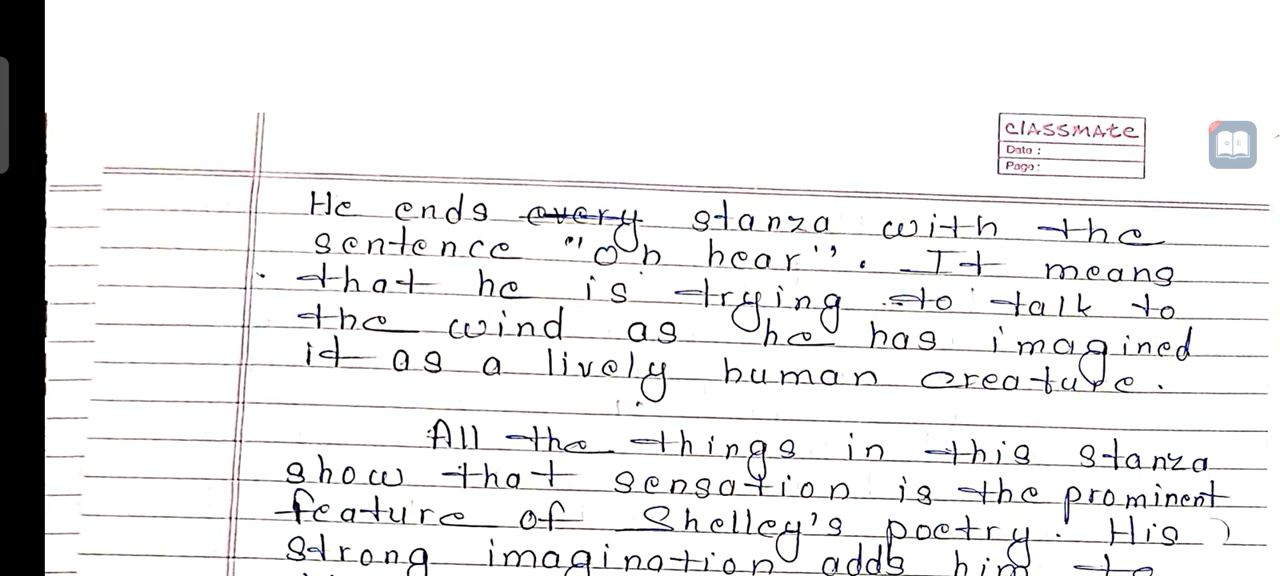 classmate
Date :
Page :
He ends every stanza with the
sentence "oh hear". It means
that he is trying to talk to
the wind as he has imagined
it as a lively human creature.
All the things in this stanza
show that sensation is the prominent
feature of Shelley's poetry. His
strong imagination adds him to